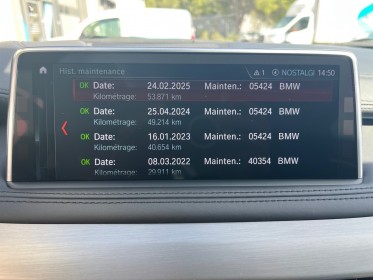 Hist. maintenance 1 NOSTALGI 14:50
OK Date: 24.02.2025 Mainten.: 05424 BMW
Kilométrage: 53.871 km
OK Date: 25.04.2024 Mainten.: 05424 BMW
Kilométrage: 49.214 km
OK Date: 16.01.2023 Mainten.: 05424 BMW
Kilométrage: 40.654 km
OK Date: 08.03.2022 Mainten.: 40354 BMW
Kilométrage: 29.911 km